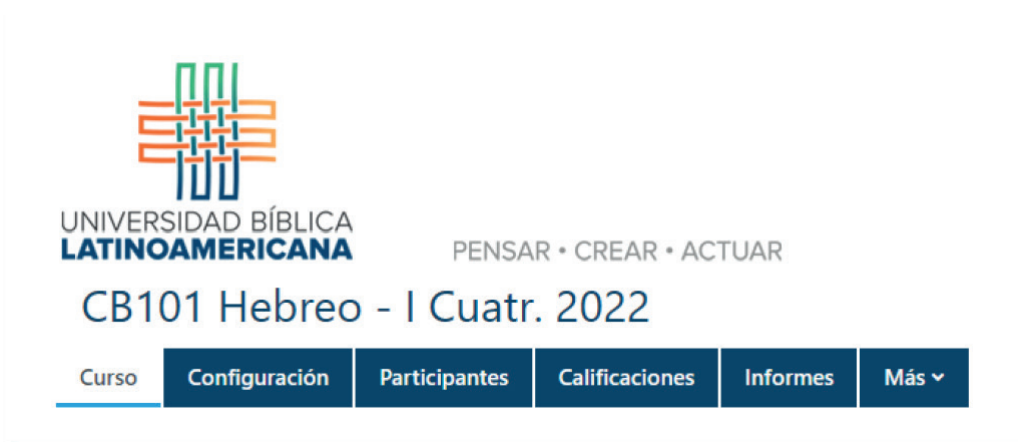 UNIVERSIDAD BÍBLICA
LATINOAMERICANA
PENSAR • CREAR • ACTUAR
CB101 Hebreo - I Cuatr. 2022
Curso Configuración Participantes Calificaciones Informes Más